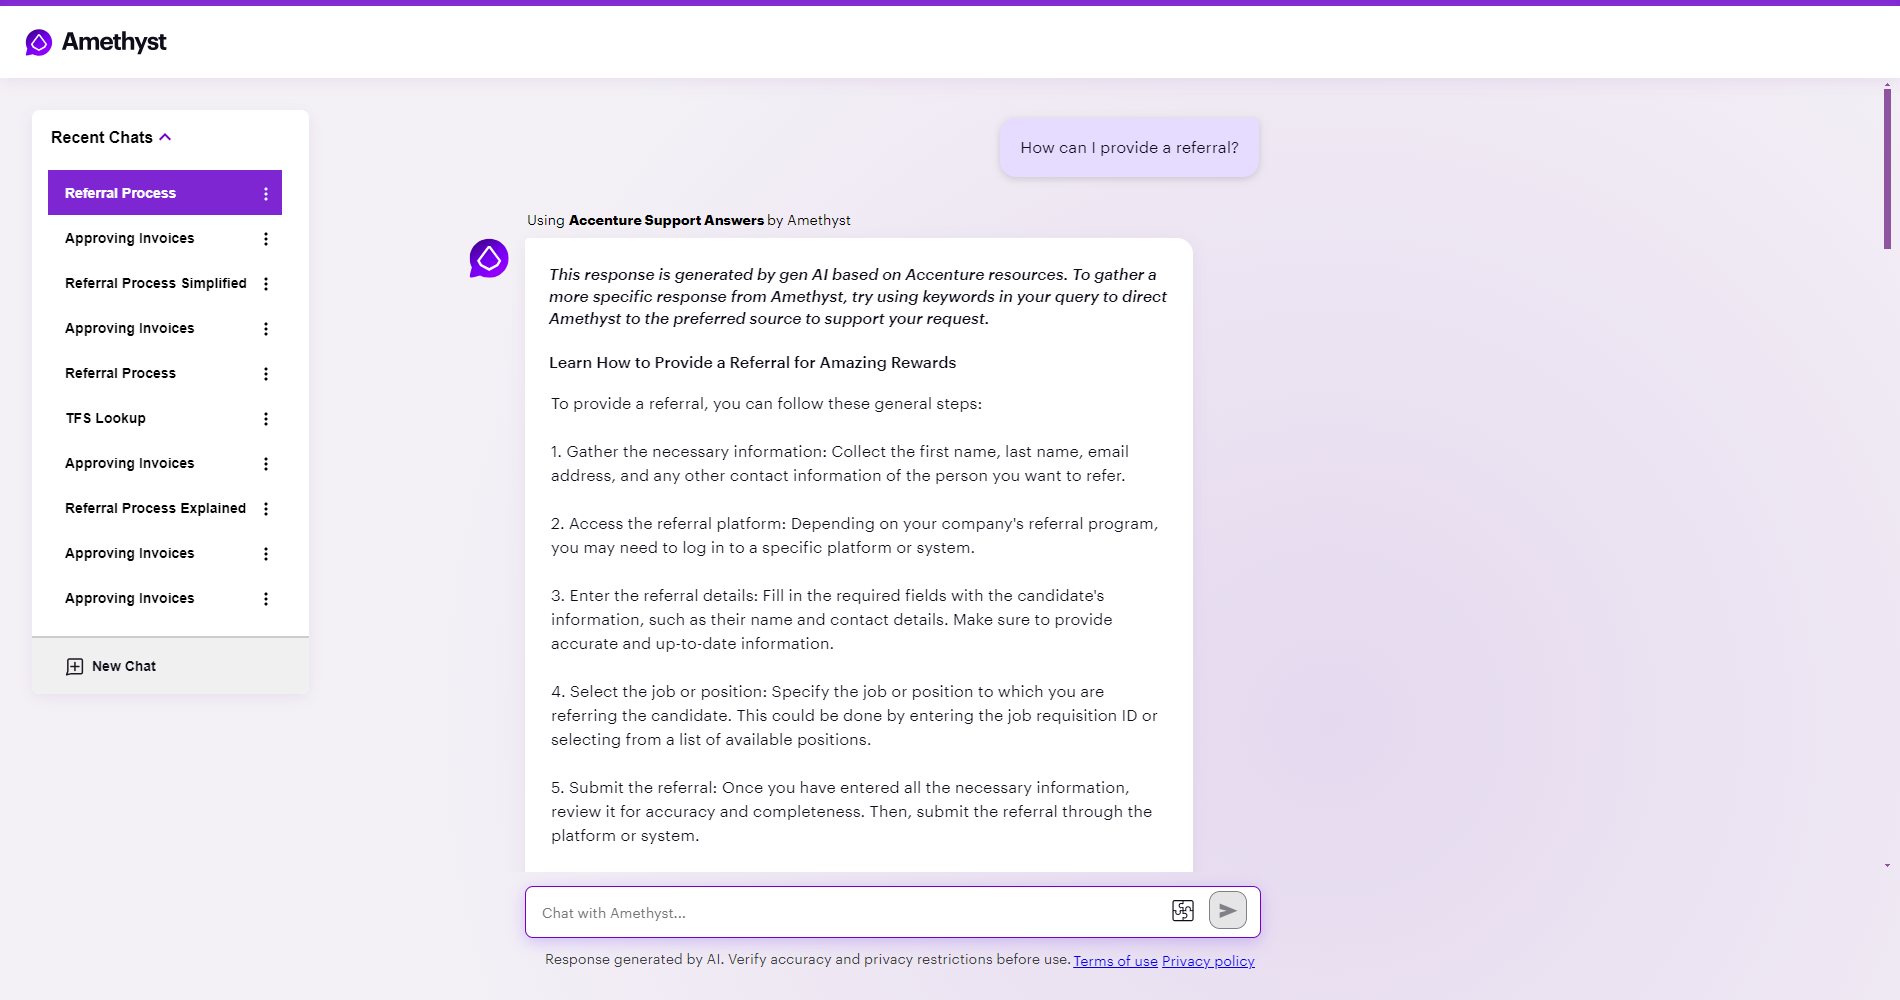 Amethyst
Recent Chats
Referral Process
Approving Invoices
Referral Process Simplified
Approving Invoices
Referral Process
TFS Lookup
Approving Invoices
Referral Process Explained
Approving Invoices
Approving Invoices
New Chat
How can I provide a referral?
Using Accenture Support Answers by Amethyst
This response is generated by gen AI based on Accenture resources. To gather a
more specific response from Amethyst, try using keywords in your query to direct
Amethyst to the preferred source to support your request.
Learn How to Provide a Referral for Amazing Rewards
To provide a referral, you can follow these general steps:
1. Gather the necessary information: Collect the first name, last name, email
address, and any other contact information of the person you want to refer.
2. Access the referral platform: Depending on your company's referral program,
you may need to log in to a specific platform or system.
3. Enter the referral details: Fill in the required fields with the candidate's
information, such as their name and contact details. Make sure to provide
accurate and up-to-date information.
4. Select the job or position: Specify the job or position to which you are
referring the candidate. This could be done by entering the job requisition ID or
selecting from a list of available positions.
5. Submit the referral: Once you have entered all the necessary information,
review it for accuracy and completeness. Then, submit the referral through the
platform or system.
Chat with Amethyst...
Response generated by AI. Verify accuracy and privacy restrictions before use. Terms of use Privacy policy